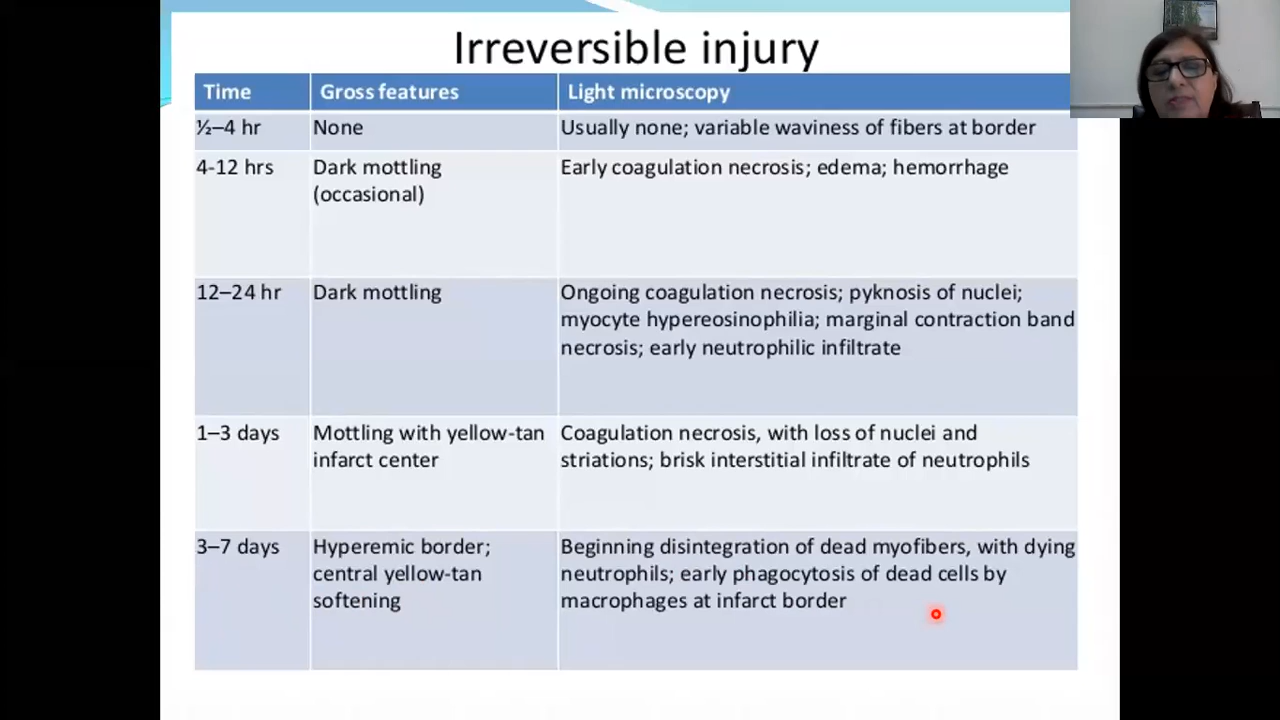 Irreversible injury
Time Gross features Light microscopy
½–4 hr None Usually none; variable waviness of fibers at border
4-12 hrs Dark mottling Early coagulation necrosis; edema; hemorrhage
(occasional)
12–24 hr Dark mottling Ongoing coagulation necrosis; pyknosis of nuclei;
myocyte hypereosinophilia; marginal contraction band
necrosis; early neutrophilic infiltrate
1–3 days Mottling with yellow-tan Coagulation necrosis, with loss of nuclei and
infarct center striations; brisk interstitial infiltrate of neutrophils
3–7 days Hyperemic border; Beginning disintegration of dead myofibers, with dying
central yellow-tan neutrophils; early phagocytosis of dead cells by
softening macrophages at infarct border